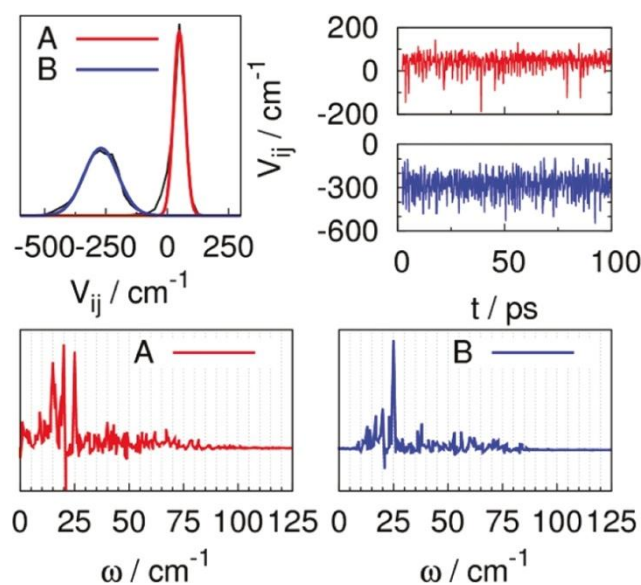 A
B
-500 -250 0 250
V_ij / cm^-1
V_ij / cm^-1
200
0
-200
0
-300
-600
0 50 100
t / ps
A
0 25 50 75 100 125
ω / cm^-1
B
0 25 50 75 100 125
ω / cm^-1